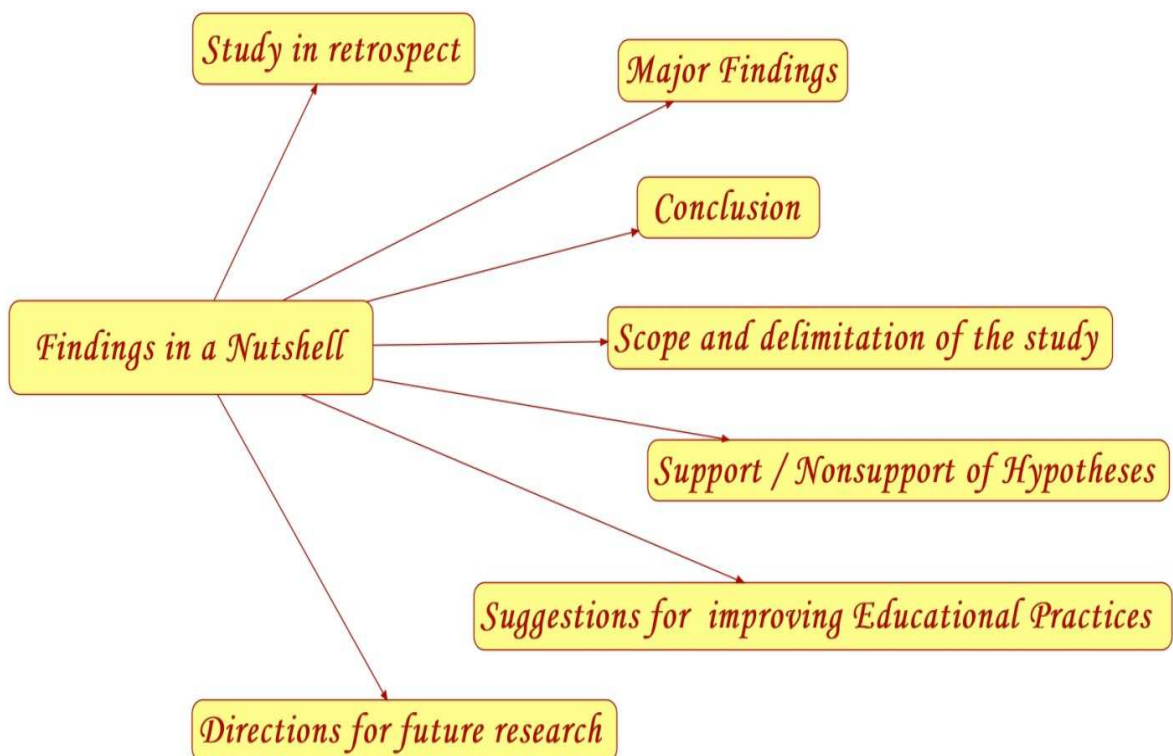 Study in retrospect
Major Findings
Conclusion
Findings in a Nutshell
Scope and delimitation of the study
Support / Nonsupport of Hypotheses
Suggestions for improving Educational Practices
Directions for future research